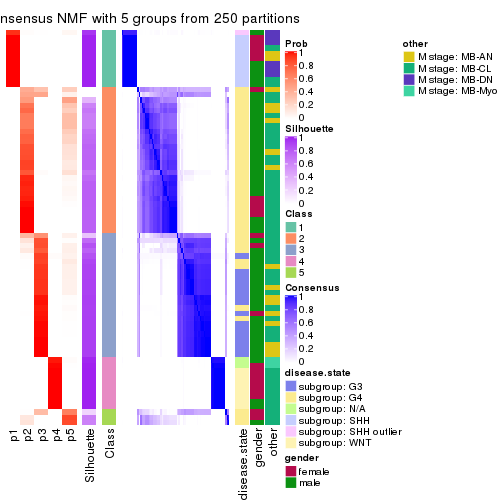 nsensus NMF with 5 groups from 250 partitions
p1
p2
p3
p4
p5
Silhouette
Class
disease.state
gender
other
Prob
1
0.8
0.6
0.4
0.2
0
Silhouette
1
0.8
0.6
0.4
0.2
0
Class
1
2
3
4
5
Consensus
1
0.8
0.6
0.4
0.2
0
disease.state
subgroup: G3
subgroup: G4
subgroup: N/A
subgroup: SHH
subgroup: SHH outlier
subgroup: WNT
gender
female
male
other
M stage: MB-AN
M stage: MB-CL
M stage: MB-DN
M stage: MB-Myo